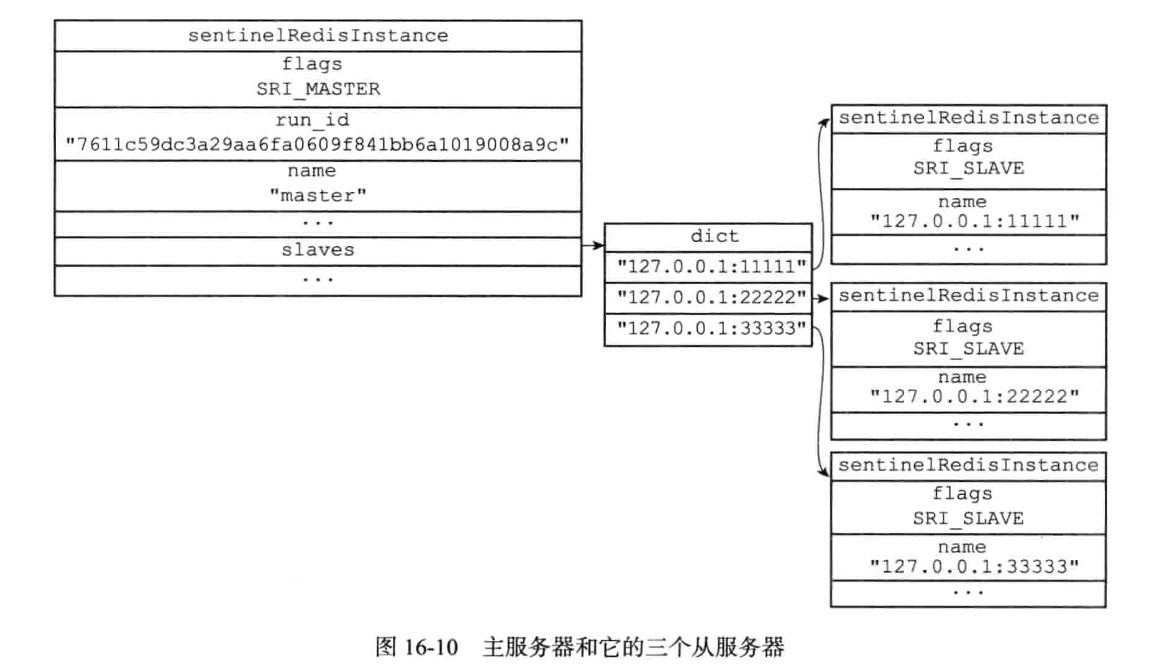 sentinelRedisInstance
flags
SRI_MASTER
run_id
"7611c59dc3a29aa6fa0609f841bb6a1019008a9c"
name
"master"
...
slaves
...
dict
"127.0.0.1:11111"
"127.0.0.1:22222"
"127.0.0.1:33333"
sentinelRedisInstance
flags
SRI_SLAVE
name
"127.0.0.1:11111"
...
sentinelRedisInstance
flags
SRI_SLAVE
name
"127.0.0.1:22222"
...
sentinelRedisInstance
flags
SRI_SLAVE
name
"127.0.0.1:33333"
...
图 16-10 主服务器和它的三个从服务器